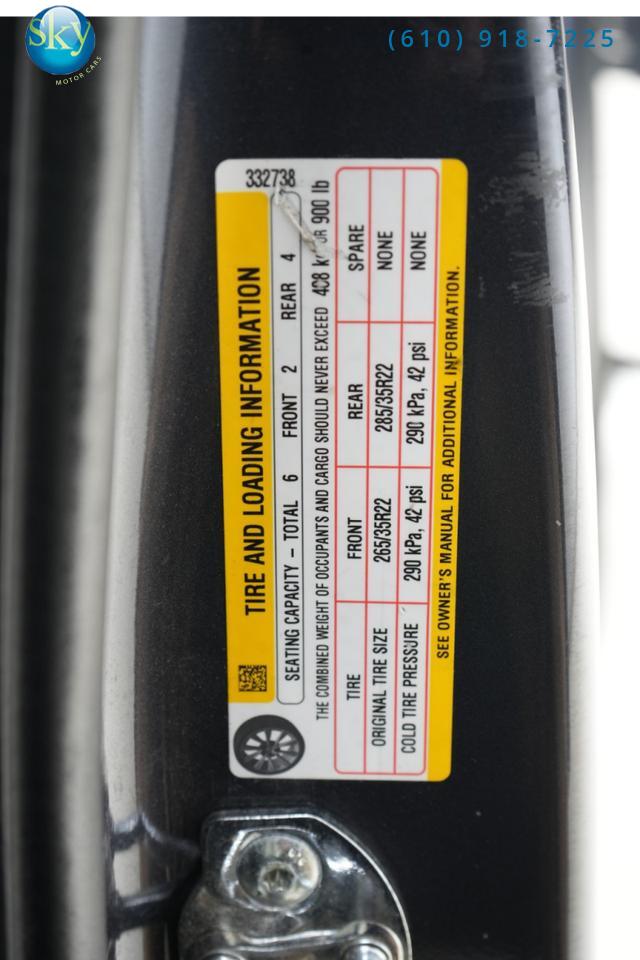 Sky
MOTOR CARS
(610) 918-7225
332738
TIRE AND LOADING INFORMATION
SEATING CAPACITY – TOTAL 6 FRONT 2 REAR 4
THE COMBINED WEIGHT OF OCCUPANTS AND CARGO SHOULD NEVER EXCEED 408 OR 900 lb
TIRE FRONT REAR SPARE
ORIGINAL TIRE SIZE 265/35R22 285/35R22 NONE
COLD TIRE PRESSURE 290 kPa, 42 psi 290 kPa, 42 psi NONE
SEE OWNER'S MANUAL FOR ADDITIONAL INFORMATION.